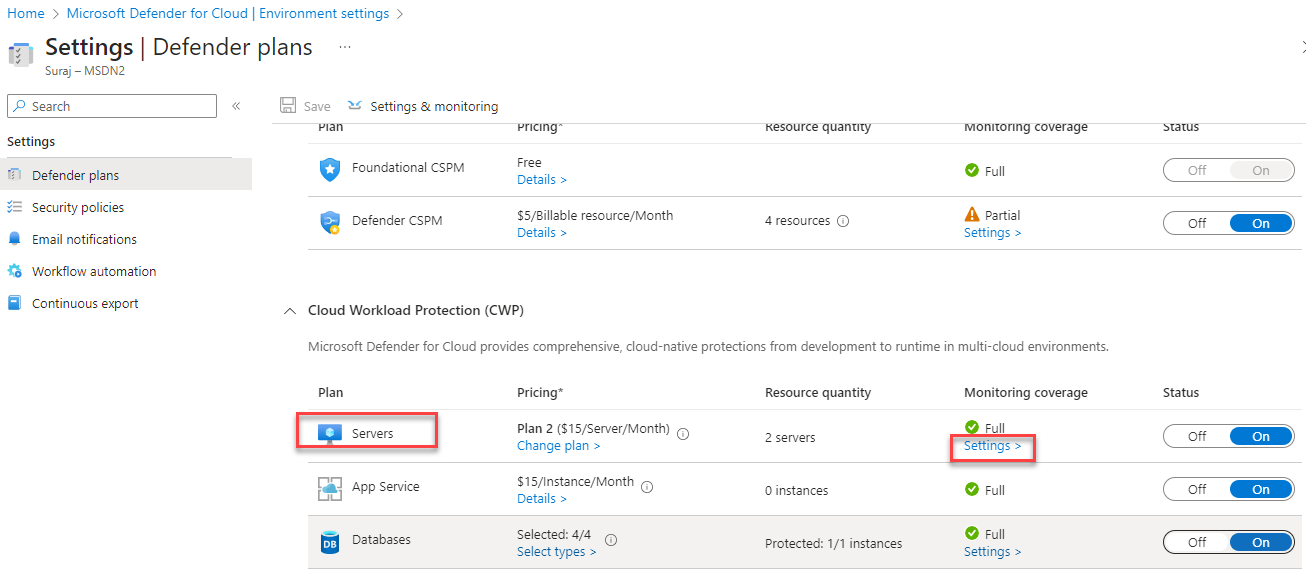 Home > Microsoft Defender for Cloud | Environment settings >
Settings | Defender plans ...
Suraj – MSDN2
Search «
Save Settings & monitoring
Settings
Defender plans
Security policies
Email notifications
Workflow automation
Continuous export
Plan Pricing* Resource quantity Monitoring coverage Status
Foundational CSPM Free Full Off On
Details >
Defender CSPM $5/Billable resource/Month 4 resources Partial Off On
Details > Settings >
Cloud Workload Protection (CWP)
Microsoft Defender for Cloud provides comprehensive, cloud-native protections from development to runtime in multi-cloud environments.
Plan Pricing* Resource quantity Monitoring coverage Status
Servers Plan 2 ($15/Server/Month) 2 servers Full Off On
Change plan > Settings >
App Service $15/Instance/Month 0 instances Full Off On
Details >
DB Databases Selected: 4/4 Protected: 1/1 instances Full Off On
Select types > Settings >